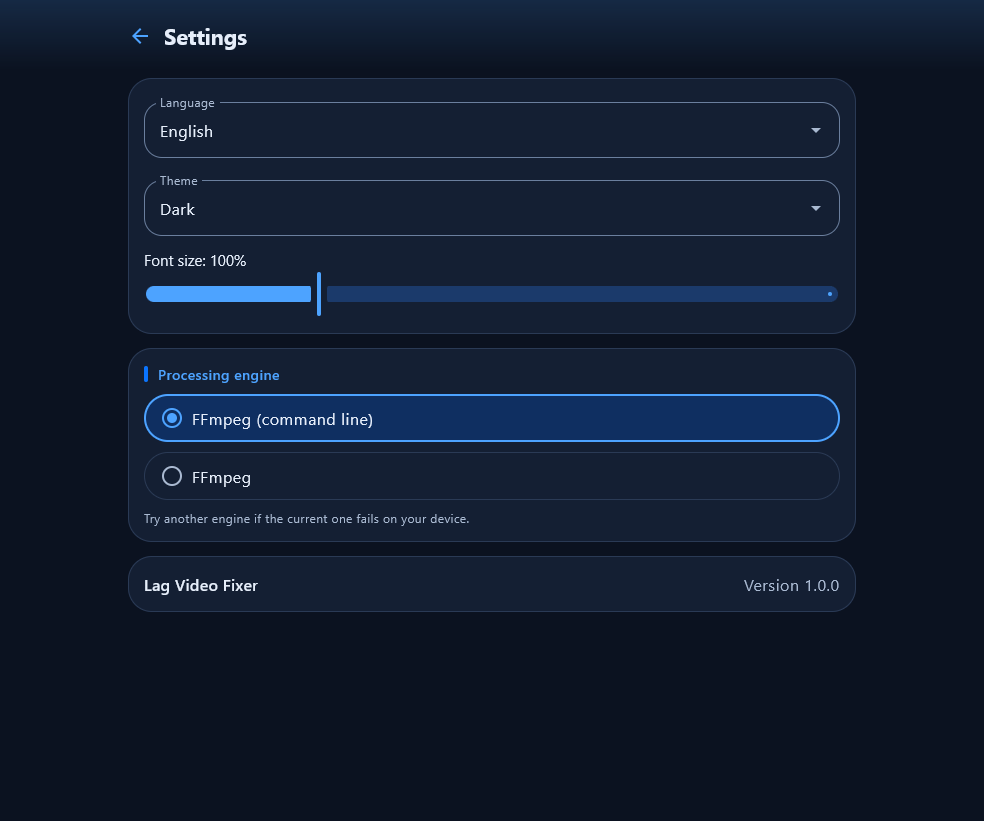 Settings
Language
English
Theme
Dark
Font size: 100%
Processing engine
FFmpeg (command line)
FFmpeg
Try another engine if the current one fails on your device.
Lag Video Fixer
Version 1.0.0